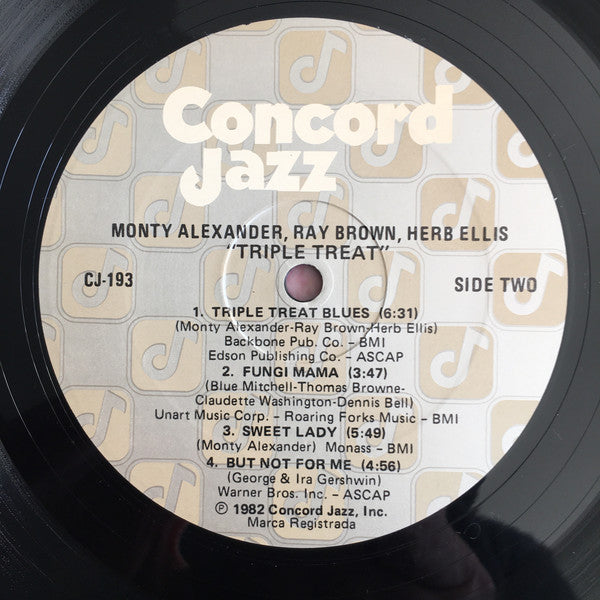 Concord
Jazz
MONTY ALEXANDER, RAY BROWN, HERB ELLIS
"TRIPLE TREAT"
CJ-193
SIDE TWO
1. TRIPLE TREAT BLUES (6:31)
(Monty Alexander-Ray Brown-Herb Ellis)
Backbone Pub. Co. – BMI
Edson Publishing Co. – ASCAP
2. FUNGI MAMA (3:47)
(Blue Mitchell-Thomas Browne-
Claudette Washington-Dennis Bell)
Unart Music Corp. - Roaring Forks Music – BMI
3. SWEET LADY (5:49)
(Monty Alexander) Monass – BMI
4. BUT NOT FOR ME (4:56)
(George & Ira Gershwin)
Warner Bros. Inc. – ASCAP
℗ 1982 Concord Jazz, Inc.
Marca Registrada